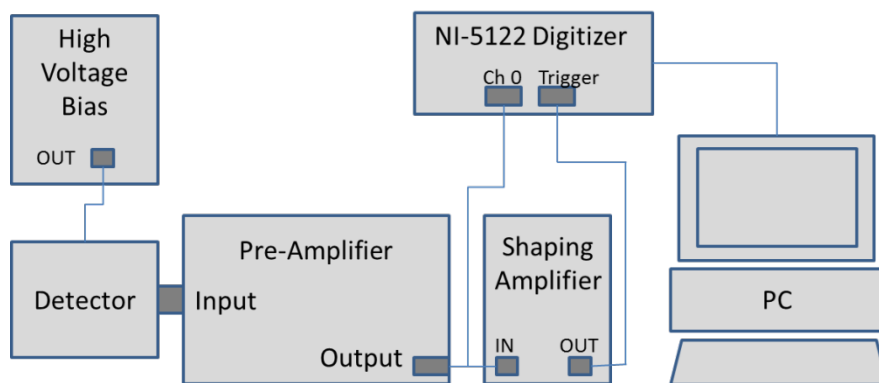 High
Voltage
Bias
OUT
NI-5122 Digitizer
Ch 0 Trigger
Detector
Pre-Amplifier
Input
Output
Shaping
Amplifier
IN OUT
PC